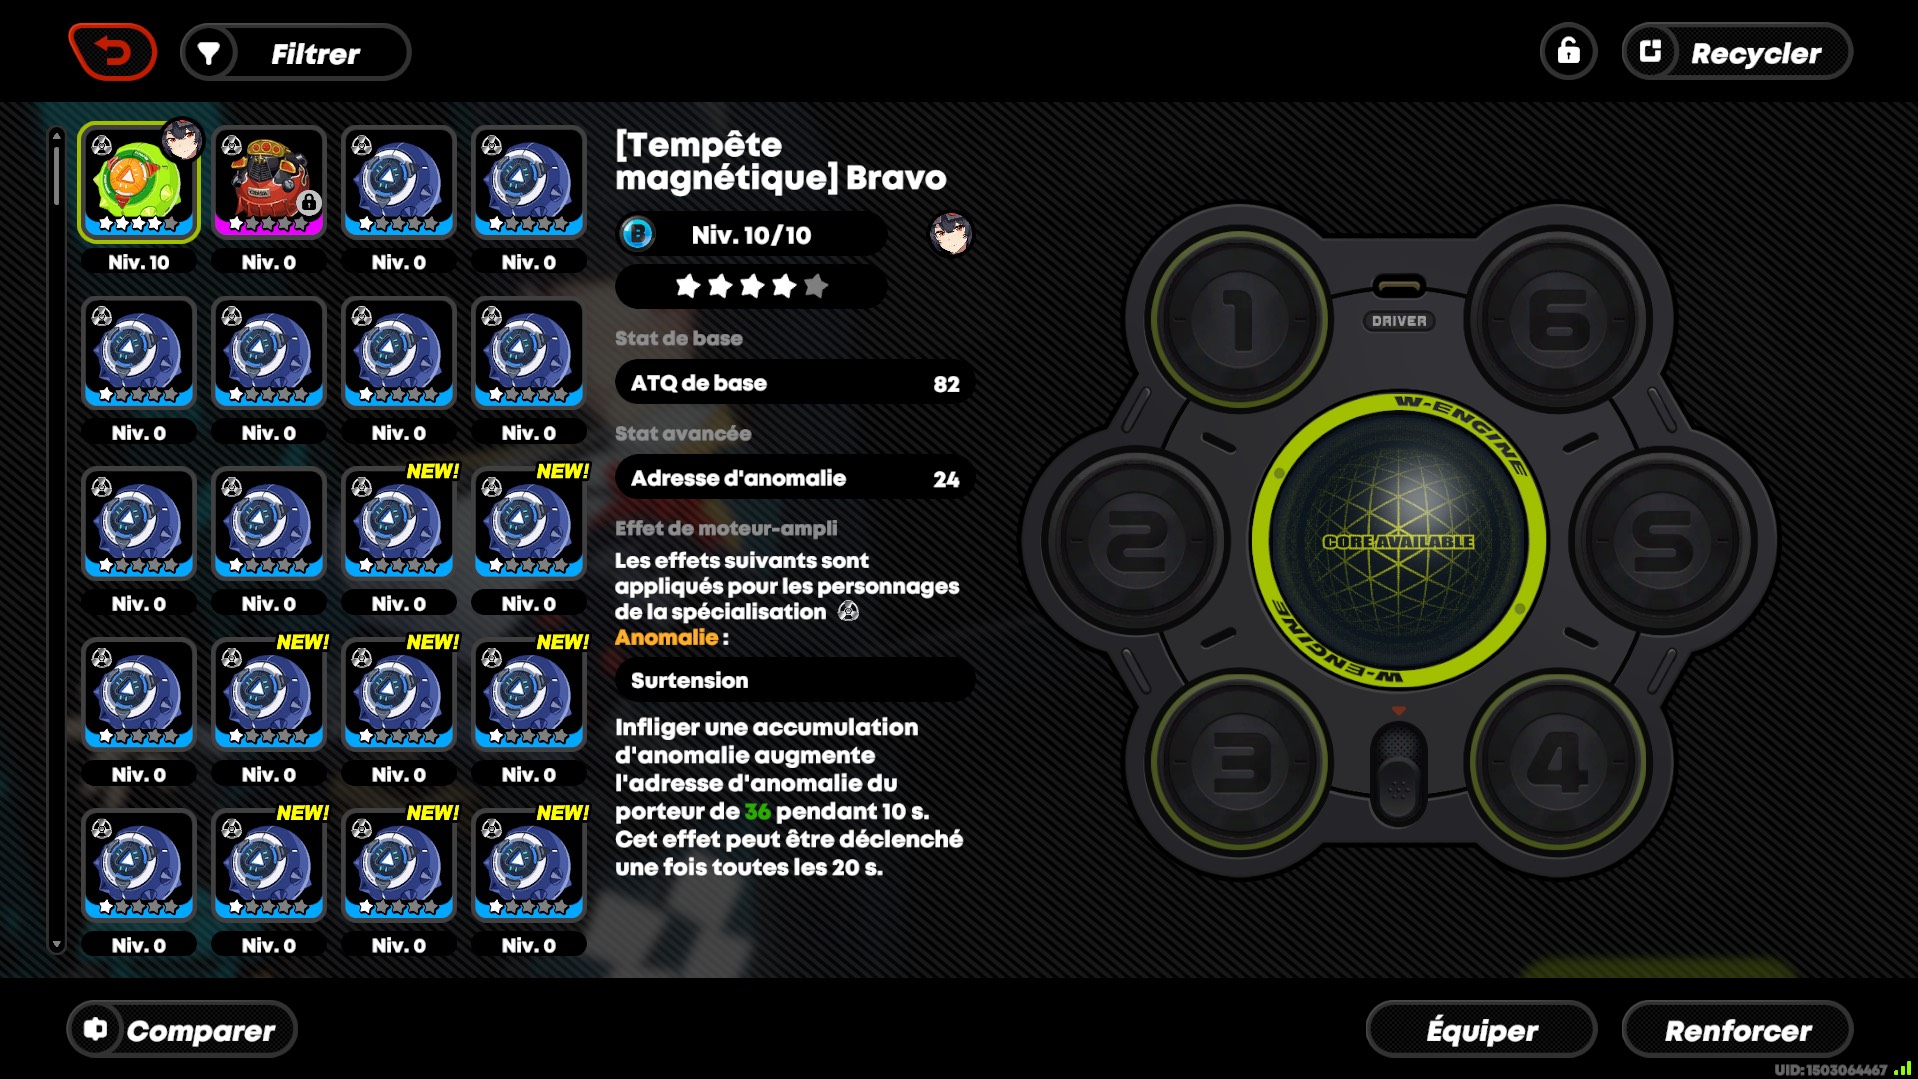 Filtrer
Recycler
Niv. 10
Niv. 0
Niv. 0
Niv. 0
Niv. 0
Niv. 0
Niv. 0
Niv. 0
NEW!
NEW!
Niv. 0
Niv. 0
Niv. 0
Niv. 0
NEW!
NEW!
NEW!
Niv. 0
Niv. 0
Niv. 0
Niv. 0
NEW!
NEW!
NEW!
Niv. 0
Niv. 0
Niv. 0
Niv. 0
[Tempête
magnétique] Bravo
B
Niv. 10/10
Stat de base
ATQ de base 82
Stat avancée
Adresse d'anomalie 24
Effet de moteur-ampli
Les effets suivants sont
appliqués pour les personnages
de la spécialisation
Anomalie :
Surtension
Infliger une accumulation
d'anomalie augmente
l'adresse d'anomalie du
porteur de 36 pendant 10 s.
Cet effet peut être déclenché
une fois toutes les 20 s.
1
DRIVER
6
W-ENGINE
2
CORE AVAILABLE
5
W-ENGINE
3
4
Comparer
Équiper
Renforcer
UID:1503064467